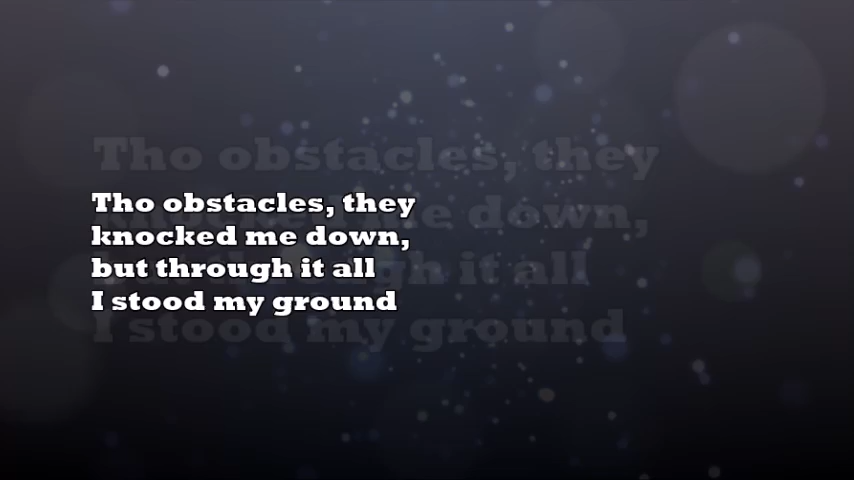 Tho obstacles, they
knocked me down,
but through it all
I stood my ground